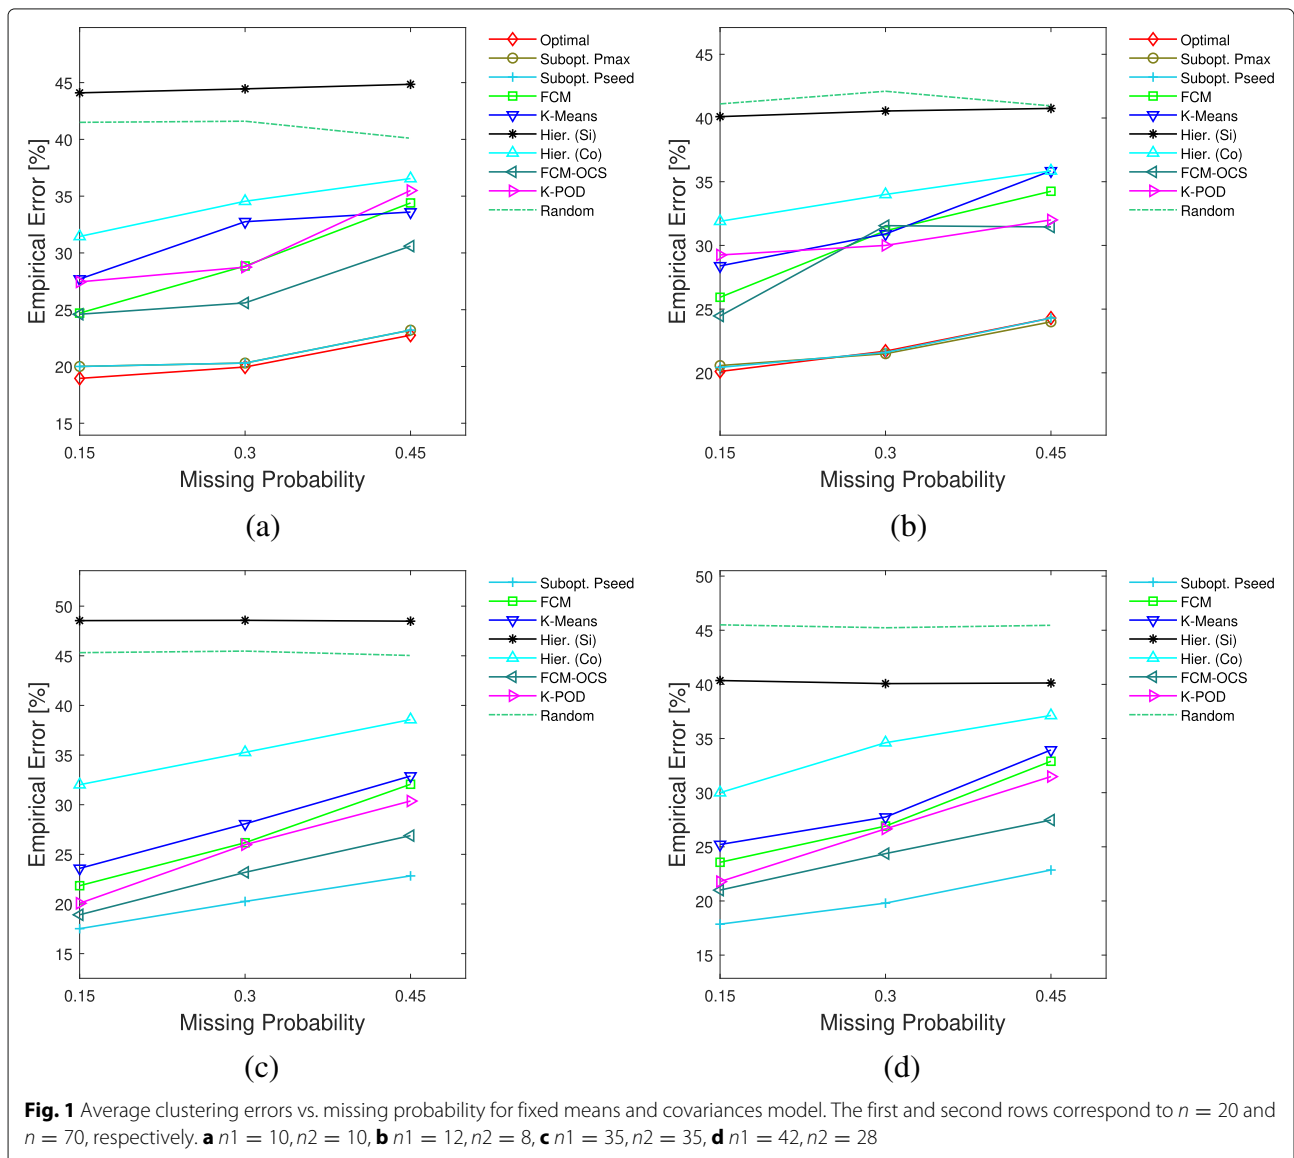 45
40
35
30
25
20
15
0.15 0.3 0.45
Empirical Error [%]
Missing Probability
Optimal
Subopt. Pmax
Subopt. Pseed
FCM
K-Means
Hier. (Si)
Hier. (Co)
FCM-OCS
K-POD
Random
(a)
45
40
35
30
25
20
0.15 0.3 0.45
Empirical Error [%]
Missing Probability
Optimal
Subopt. Pmax
Subopt. Pseed
FCM
K-Means
Hier. (Si)
Hier. (Co)
FCM-OCS
K-POD
Random
(b)
50
45
40
35
30
25
20
15
0.15 0.3 0.45
Empirical Error [%]
Missing Probability
Subopt. Pseed
FCM
K-Means
Hier. (Si)
Hier. (Co)
FCM-OCS
K-POD
Random
(c)
50
45
40
35
30
25
20
15
0.15 0.3 0.45
Empirical Error [%]
Missing Probability
Subopt. Pseed
FCM
K-Means
Hier. (Si)
Hier. (Co)
FCM-OCS
K-POD
Random
(d)
Fig. 1 Average clustering errors vs. missing probability for fixed means and covariances model. The first and second rows correspond to n = 20 and
n = 70, respectively. a n1 = 10, n2 = 10, b n1 = 12, n2 = 8, c n1 = 35, n2 = 35, d n1 = 42, n2 = 28